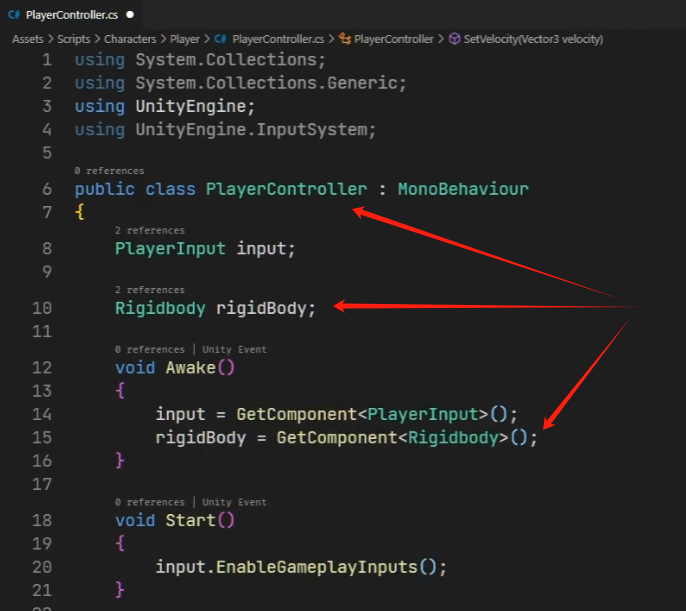 C# PlayerController.cs
Assets > Scripts > Characters > Player > C# PlayerController.cs > PlayerController > SetVelocity(Vector3 velocity)
1 using System.Collections;
2 using System.Collections.Generic;
3 using UnityEngine;
4 using UnityEngine.InputSystem;
5
0 references
6 public class PlayerController : MonoBehaviour
7 {
2 references
8 PlayerInput input;
9
2 references
10 Rigidbody rigidBody;
11
0 references | Unity Event
12 void Awake()
13 {
14 input = GetComponent<PlayerInput>();
15 rigidBody = GetComponent<Rigidbody>();
16 }
17
0 references | Unity Event
18 void Start()
19 {
20 input.EnableGameplayInputs();
21 }